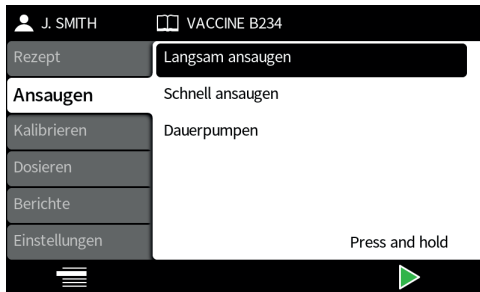 J. SMITH
VACCINE B234
Rezept
Ansaugen
Kalibrieren
Dosieren
Berichte
Einstellungen
Langsam ansaugen
Schnell ansaugen
Dauerpumpen
Press and hold